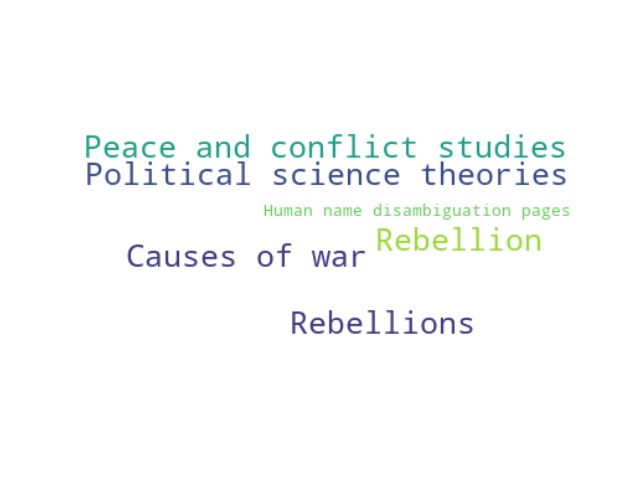 Peace and conflict studies
Political science theories
Human name disambiguation pages
Rebellion
Causes of war
Rebellions